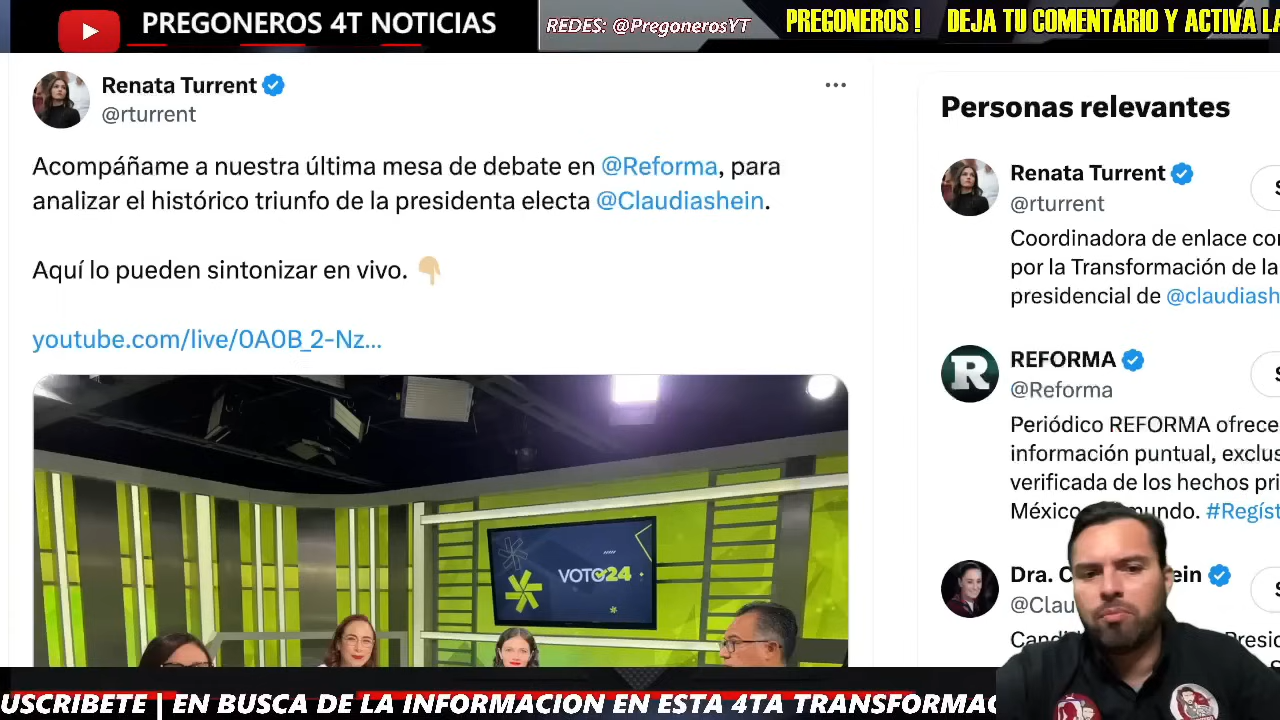 PREGONEROS 4T NOTICIAS
REDES: @PregonerosYT
PREGONEROS ! DEJA TU COMENTARIO Y ACTIVA LA
Renata Turrent
@rturrent
Acompáñame a nuestra última mesa de debate en @Reforma, para
analizar el histórico triunfo de la presidenta electa @Claudiashein.
Aquí lo pueden sintonizar en vivo.
youtube.com/live/0A0B_2-Nz...
VOTO24
Personas relevantes
Renata Turrent
@rturrent
Coordinadora de enlace con
por la Transformación de la
presidencial de @claudiash
R
REFORMA
@Reforma
Periódico REFORMA ofrece
información puntual, exclus
verificada de los hechos pri
México mundo. #Regíst
Dra. C ein
@Clau
USCRIBETE | EN BUSCA DE LA INFORMACION EN ESTA 4TA TRANSFORMAC